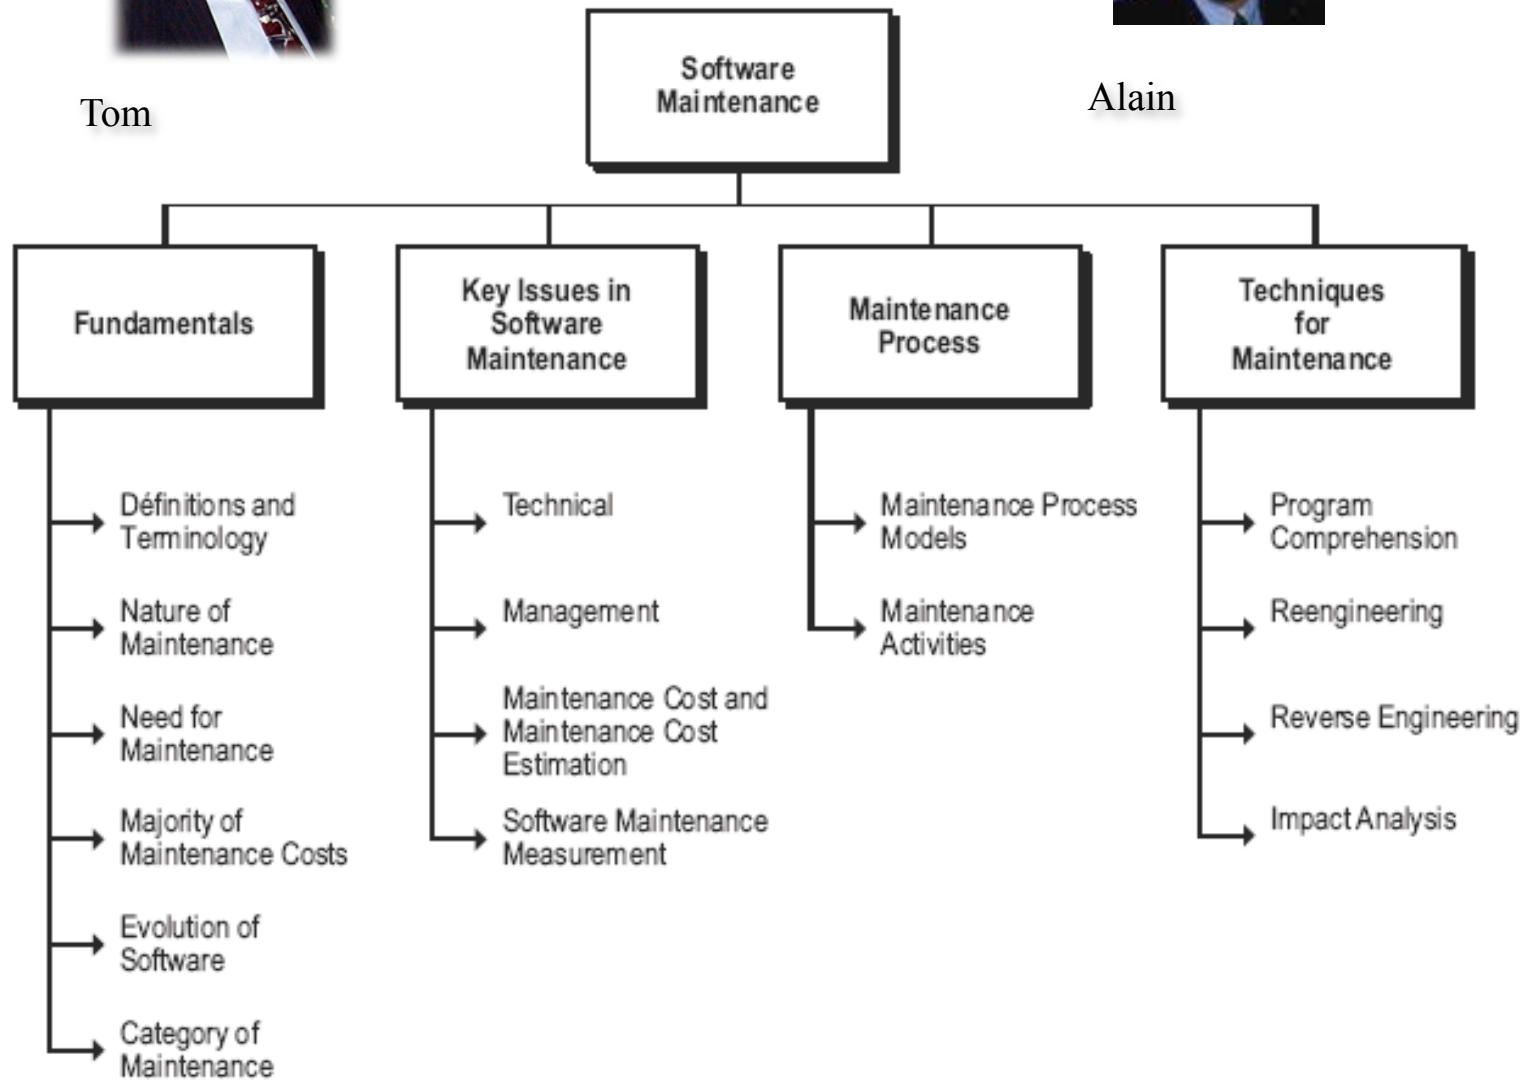 Tom
Alain
Software
Maintenance
Fundamentals
Key Issues in
Software
Maintenance
Maintenance
Process
Techniques
for
Maintenance
Définitions and
Terminology
Nature of
Maintenance
Need for
Maintenance
Majority of
Maintenance Costs
Evolution of
Software
Category of
Maintenance
Technical
Management
Maintenance Cost and
Maintenance Cost
Estimation
Software Maintenance
Measurement
Maintenance Process
Models
Maintenance
Activities
Program
Comprehension
Reengineering
Reverse Engineering
Impact Analysis